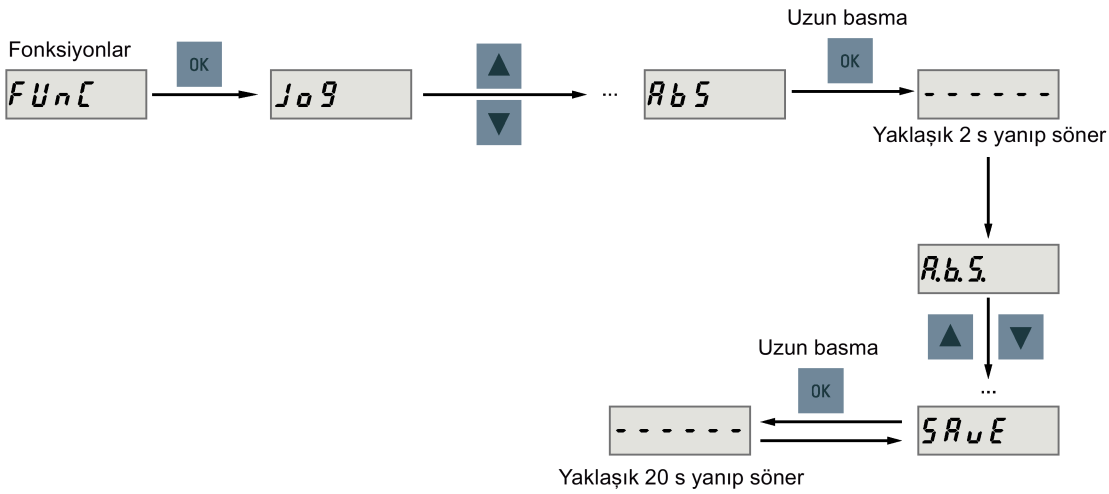 Uzun basma
Fonksiyonlar
OK
OK
FUnC
Jog
...
AbS
- - - - - -
Yaklaşık 2 s yanıp söner
A.b.S.
Uzun basma
OK
...
- - - - - -
SAvE
Yaklaşık 20 s yanıp söner